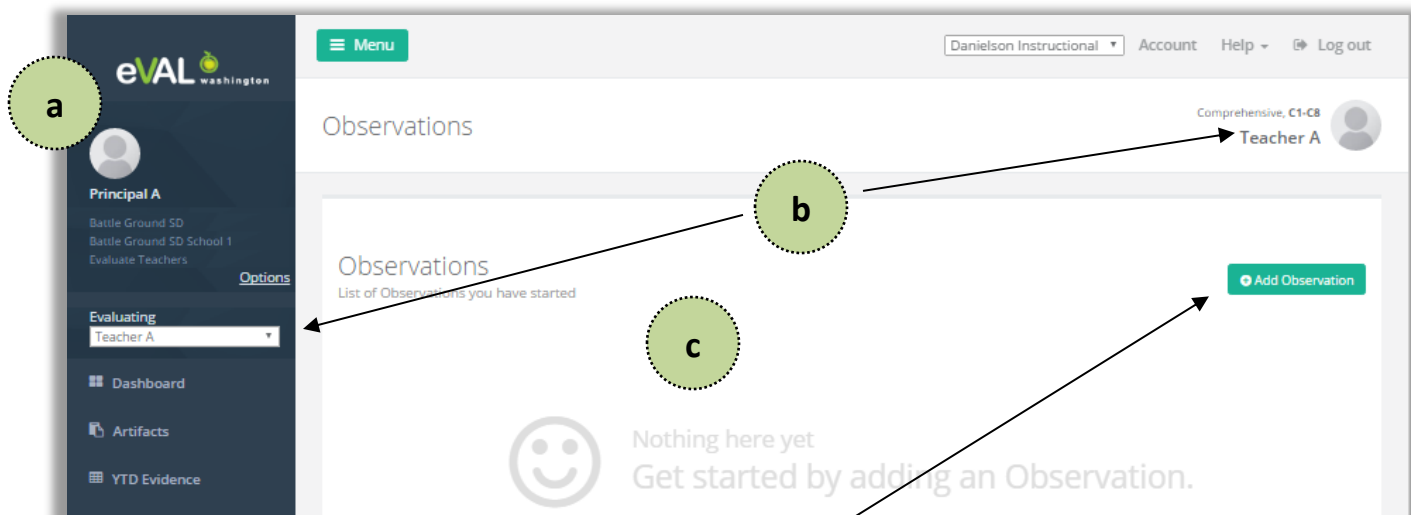 eVAL washington
Menu
Danielson Instructional
Account
Help
Log out
a
Observations
Comprehensive, C1-C8
Teacher A
Principal A
Battle Ground SD
Battle Ground SD School 1
Evaluate Teachers
Options
b
Observations
List of Observations you have started
Add Observation
Evaluating
Teacher A
c
Dashboard
Artifacts
YTD Evidence
Nothing here yet
Get started by adding an Observation.